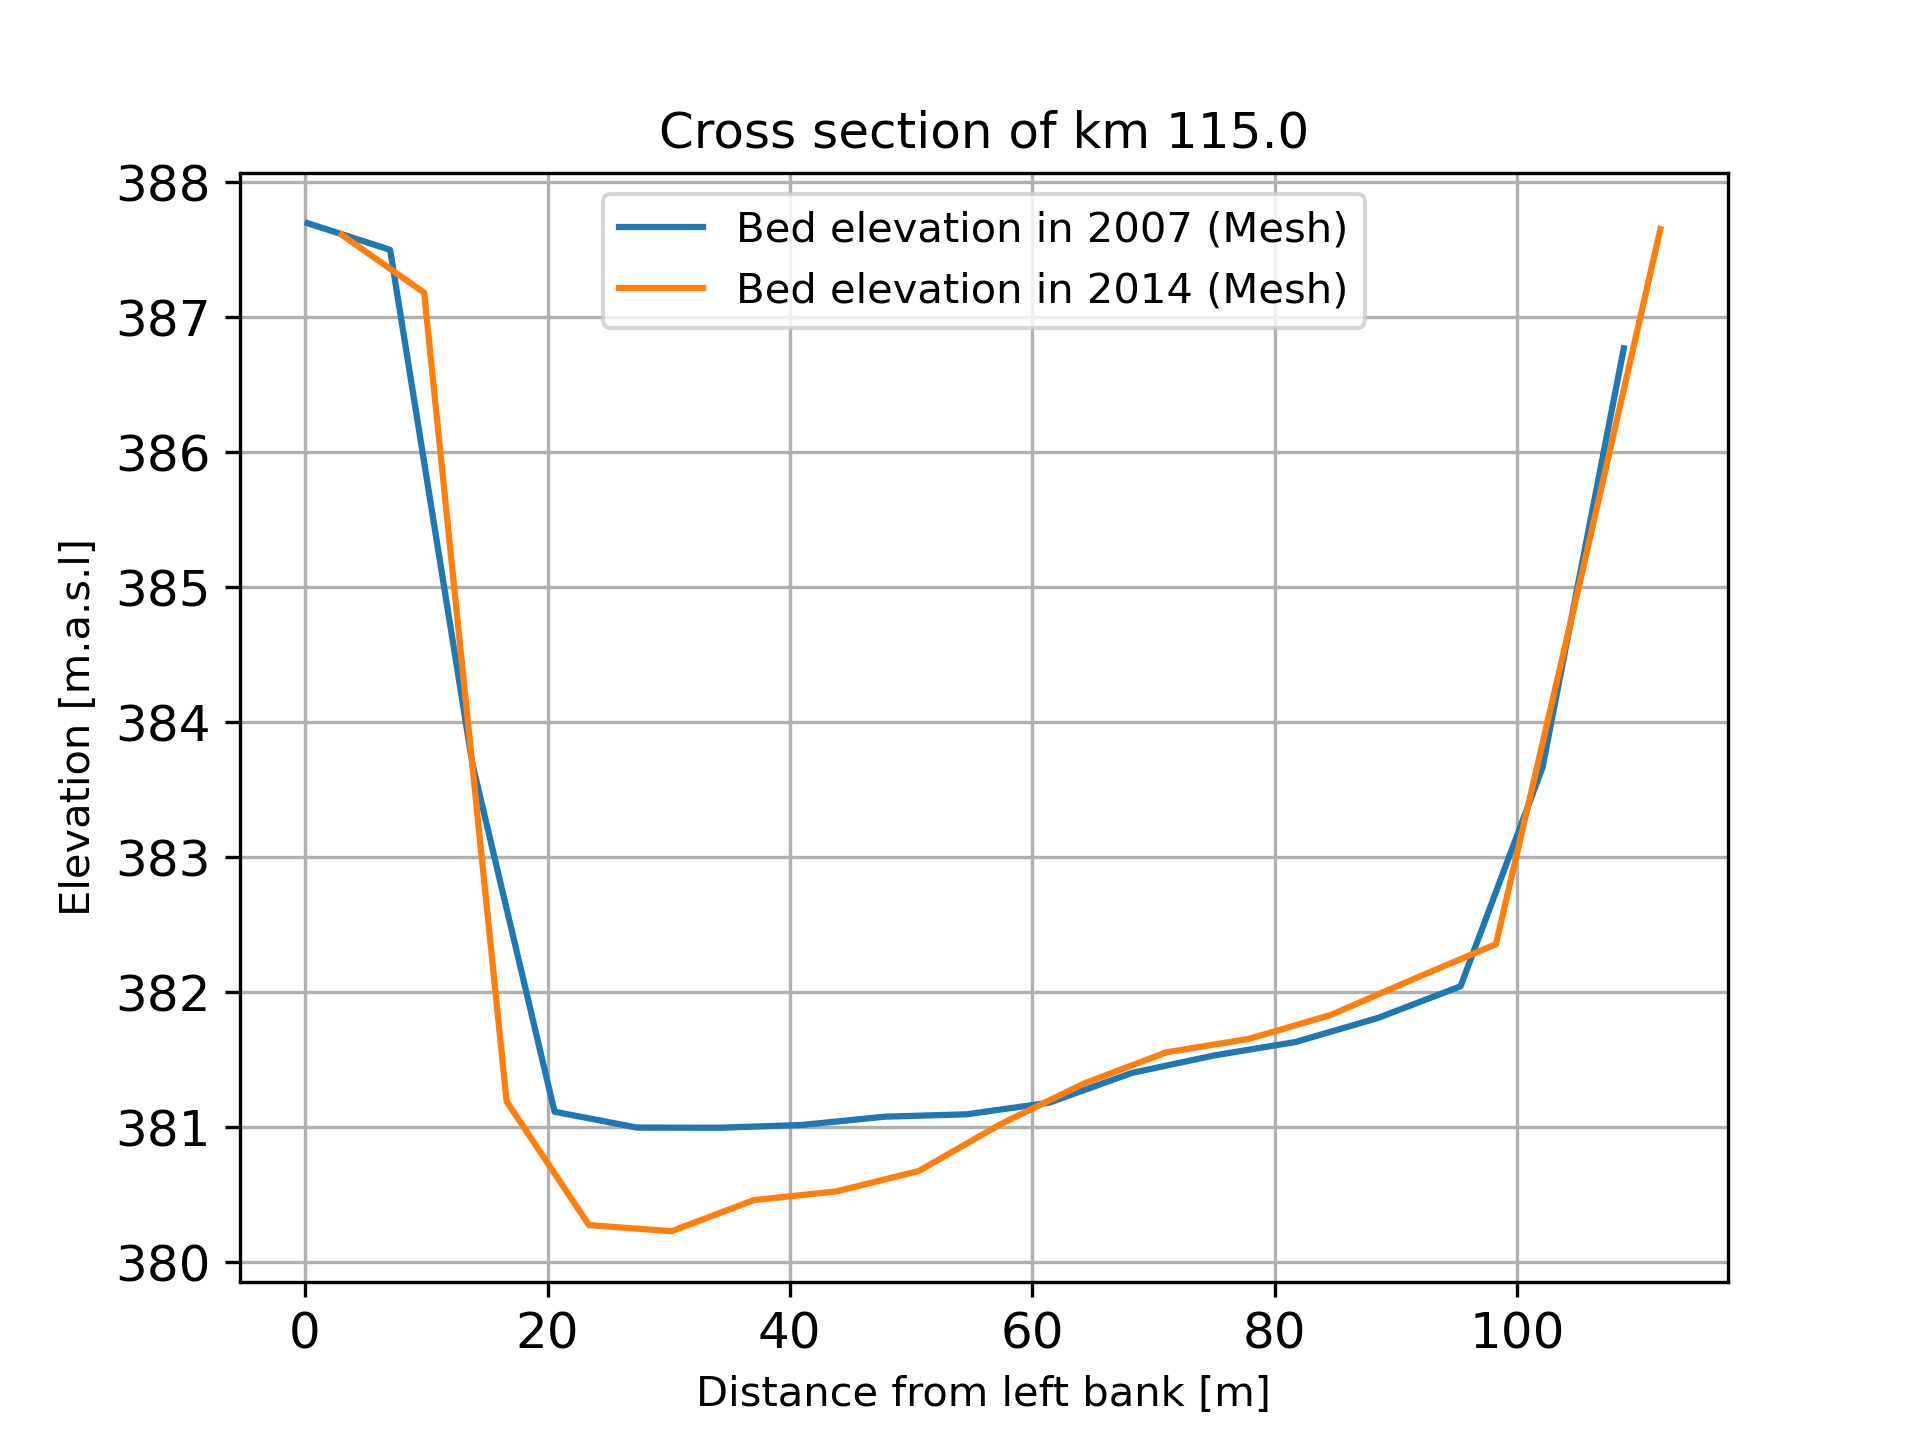 Cross section of km 115.0
Bed elevation in 2007 (Mesh)
Bed elevation in 2014 (Mesh)
388
387
386
385
384
383
382
381
380
Elevation [m.a.s.l]
0 20 40 60 80 100
Distance from left bank [m]